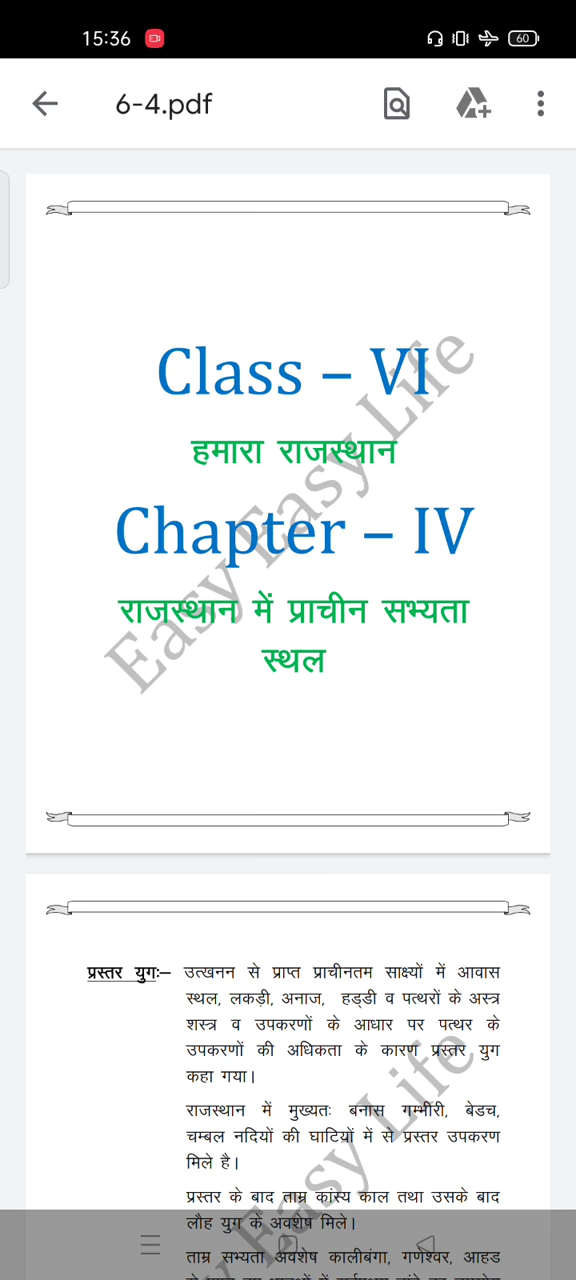 15:36
60
6-4.pdf
Class – VI
हमारा राजस्थान
Chapter – IV
राजस्थान में प्राचीन सभ्यता
स्थल
Easy Easy Life
प्रस्तर युगः– उत्खनन से प्राप्त प्राचीनतम साक्ष्यों में आवास
स्थल, लकड़ी, अनाज, हड्डी व पत्थरों के अस्त्र
शस्त्र व उपकरणों के आधार पर पत्थर के
उपकरणों की अधिकता के कारण प्रस्तर युग
कहा गया।
राजस्थान में मुख्यतः बनास गम्भीरी, बेडच,
चम्बल नदियों की घाटियों में से प्रस्तर उपकरण
मिले है।
प्रस्तर के बाद ताम्र कांस्य काल तथा उसके बाद
लौह युग के अवशेष मिले।
ताम्र सभ्यता अवशेष कालीबंगा, गणेश्वर, आहड
Easy Life